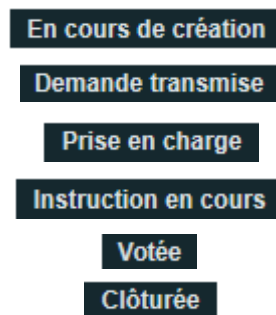 En cours de création
Demande transmise
Prise en charge
Instruction en cours
Votée
Clôturée